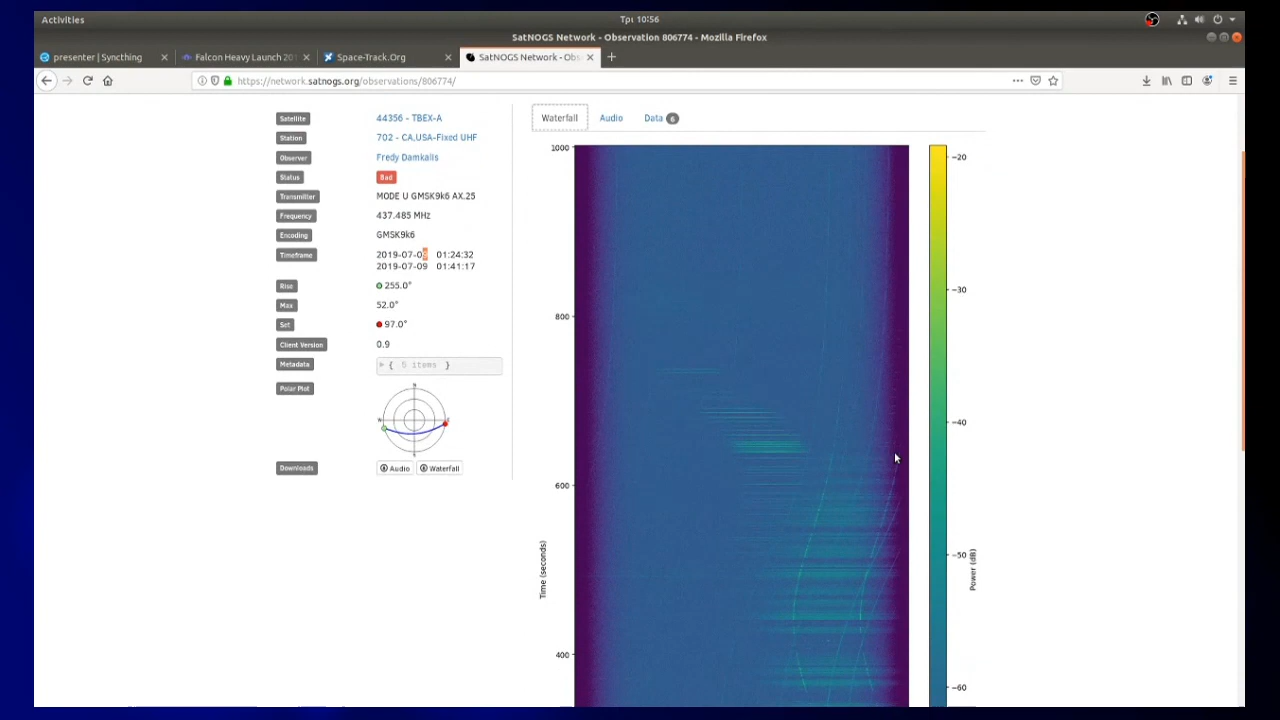 Activities
Τρι 10:56
SatNOGS Network - Observation 806774 - Mozilla Firefox
presenter | Syncthing
Falcon Heavy Launch 201
Space-Track.Org
SatNOGS Network - Obs
https://network.satnogs.org/observations/806774/
Satellite 44356 - TBEX-A
Station 702 - CA,USA-Fixed UHF
Observer Fredy Damkalis
Status Bad
Transmitter MODE U GMSK9k6 AX.25
Frequency 437.485 MHz
Encoding GMSK9k6
Timeframe 2019-07-09 01:24:32
2019-07-09 01:41:17
Rise 255.0°
Max 52.0°
Set 97.0°
Client Version 0.9
Metadata { 5 items }
Polar Plot
N
W
E
S
Downloads Audio Waterfall
Waterfall Audio Data 6
1000
800
600
400
Time (seconds)
−20
−30
−40
−50
−60
Power (dB)